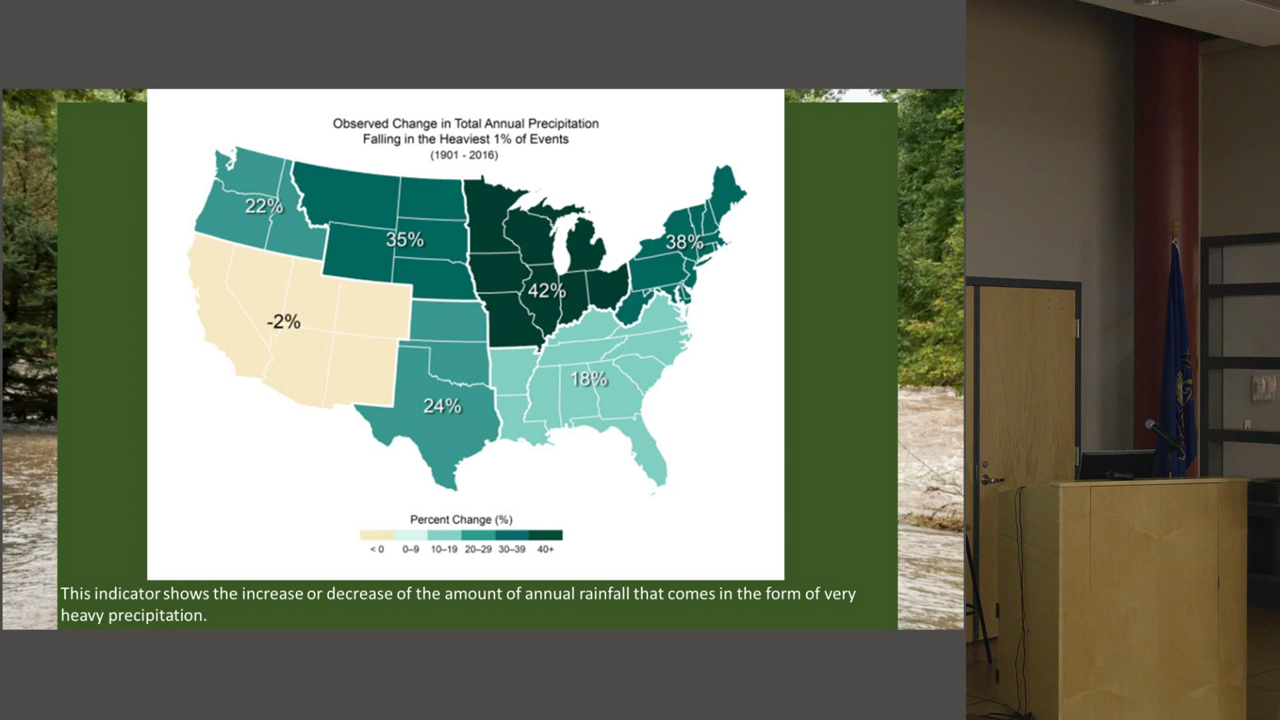 Observed Change in Total Annual Precipitation
Falling in the Heaviest 1% of Events
(1901 - 2016)
22%
35%
38%
42%
-2%
18%
24%
Percent Change (%)
< 0 0–9 10–19 20–29 30–39 40+
This indicator shows the increase or decrease of the amount of annual rainfall that comes in the form of very
heavy precipitation.